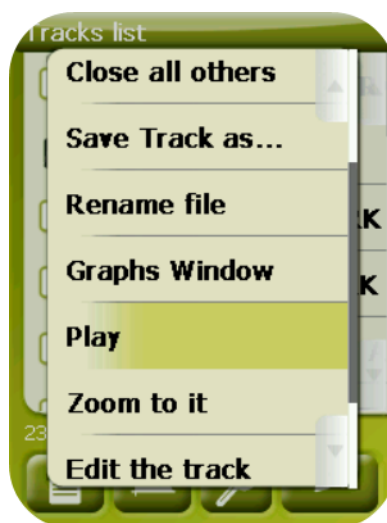 Tracks list
Close all others
Save Track as...
Rename file
RK
Graphs Window
K
Play
Zoom to it
23
Edit the track